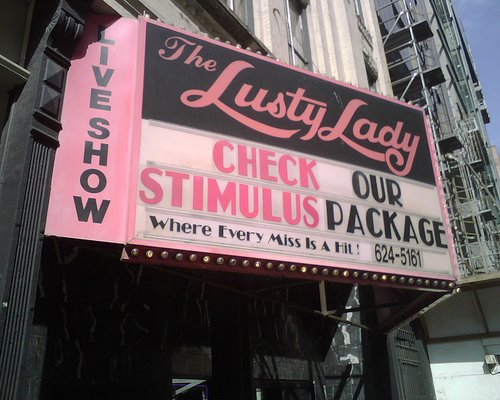 LIVE SHOW
The Lusty Lady
CHECK OUR
STIMULUS PACKAGE
Where Every Miss Is A Hit! 624-5161